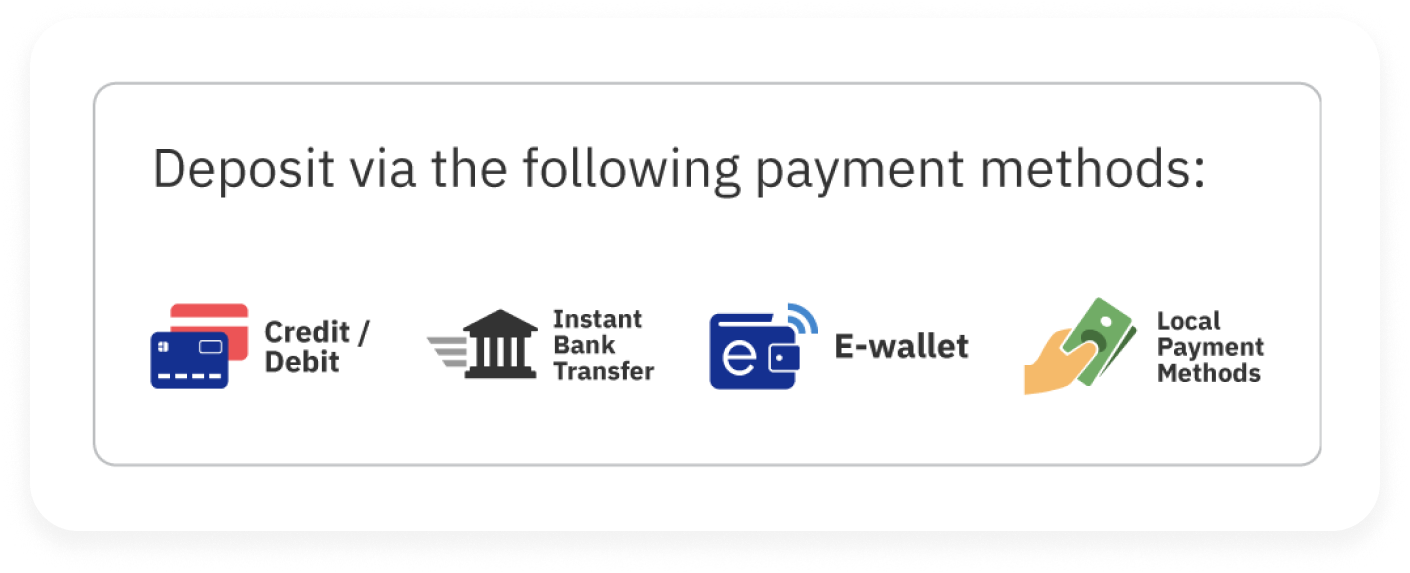 Deposit via the following payment methods:
Credit /
Debit
Instant
Bank
Transfer
e
E-wallet
Local
Payment
Methods